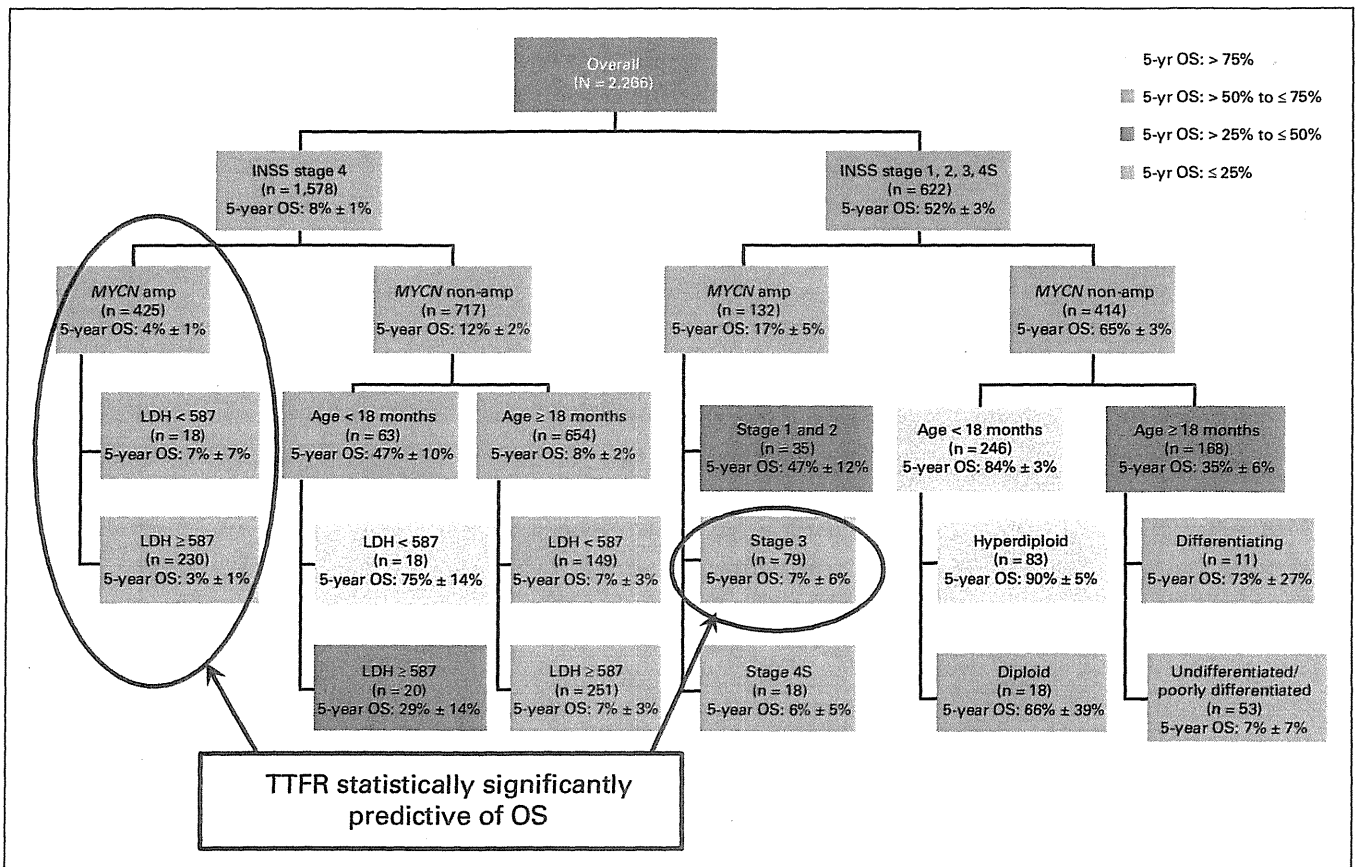 Overall
(N = 2,266)
5-yr OS: > 75%
5-yr OS: > 50% to ≤ 75%
5-yr OS: > 25% to ≤ 50%
5-yr OS: ≤ 25%
INSS stage 4
(n = 1,578)
5-year OS: 8% ± 1%
INSS stage 1, 2, 3, 4S
(n = 622)
5-year OS: 52% ± 3%
MYCN amp
(n = 425)
5-year OS: 4% ± 1%
MYCN non-amp
(n = 717)
5-year OS: 12% ± 2%
MYCN amp
(n = 132)
5-year OS: 17% ± 5%
MYCN non-amp
(n = 414)
5-year OS: 65% ± 3%
LDH < 587
(n = 18)
5-year OS: 7% ± 7%
Age < 18 months
(n = 63)
5-year OS: 47% ± 10%
Age ≥ 18 months
(n = 654)
5-year OS: 8% ± 2%
Stage 1 and 2
(n = 35)
5-year OS: 47% ± 12%
Age < 18 months
(n = 246)
5-year OS: 84% ± 3%
Age ≥ 18 months
(n = 168)
5-year OS: 35% ± 6%
LDH ≥ 587
(n = 230)
5-year OS: 3% ± 1%
LDH < 587
(n = 18)
5-year OS: 75% ± 14%
LDH < 587
(n = 149)
5-year OS: 7% ± 3%
Stage 3
(n = 79)
5-year OS: 7% ± 6%
Hyperdiploid
(n = 83)
5-year OS: 90% ± 5%
Differentiating
(n = 11)
5-year OS: 73% ± 27%
LDH ≥ 587
(n = 20)
5-year OS: 29% ± 14%
LDH ≥ 587
(n = 251)
5-year OS: 7% ± 3%
Stage 4S
(n = 18)
5-year OS: 6% ± 5%
Diploid
(n = 18)
5-year OS: 66% ± 39%
Undifferentiated/
poorly differentiated
(n = 53)
5-year OS: 7% ± 7%
TTFR statistically significantly
predictive of OS